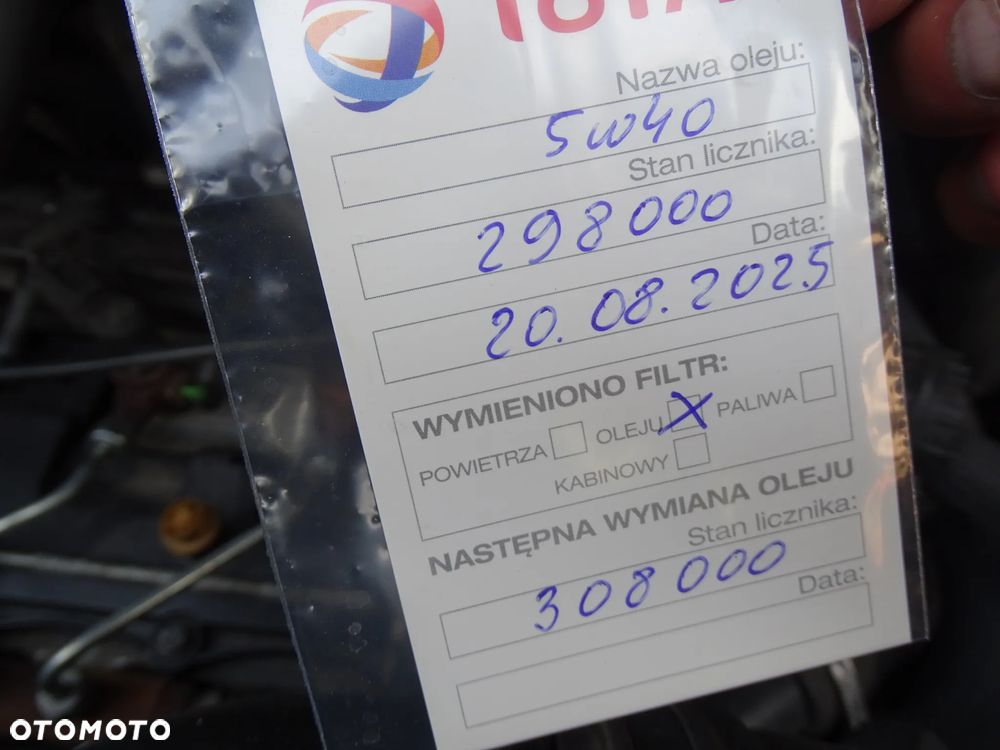 TOTAL
Nazwa oleju:
5W40
Stan licznika:
298000
Data:
20.08.2025
WYMIENIONO FILTR:
POWIETRZA OLEJU X PALIWA
KABINOWY
NASTĘPNA WYMIANA OLEJU
Stan licznika:
308000
Data:
OTOMOTO